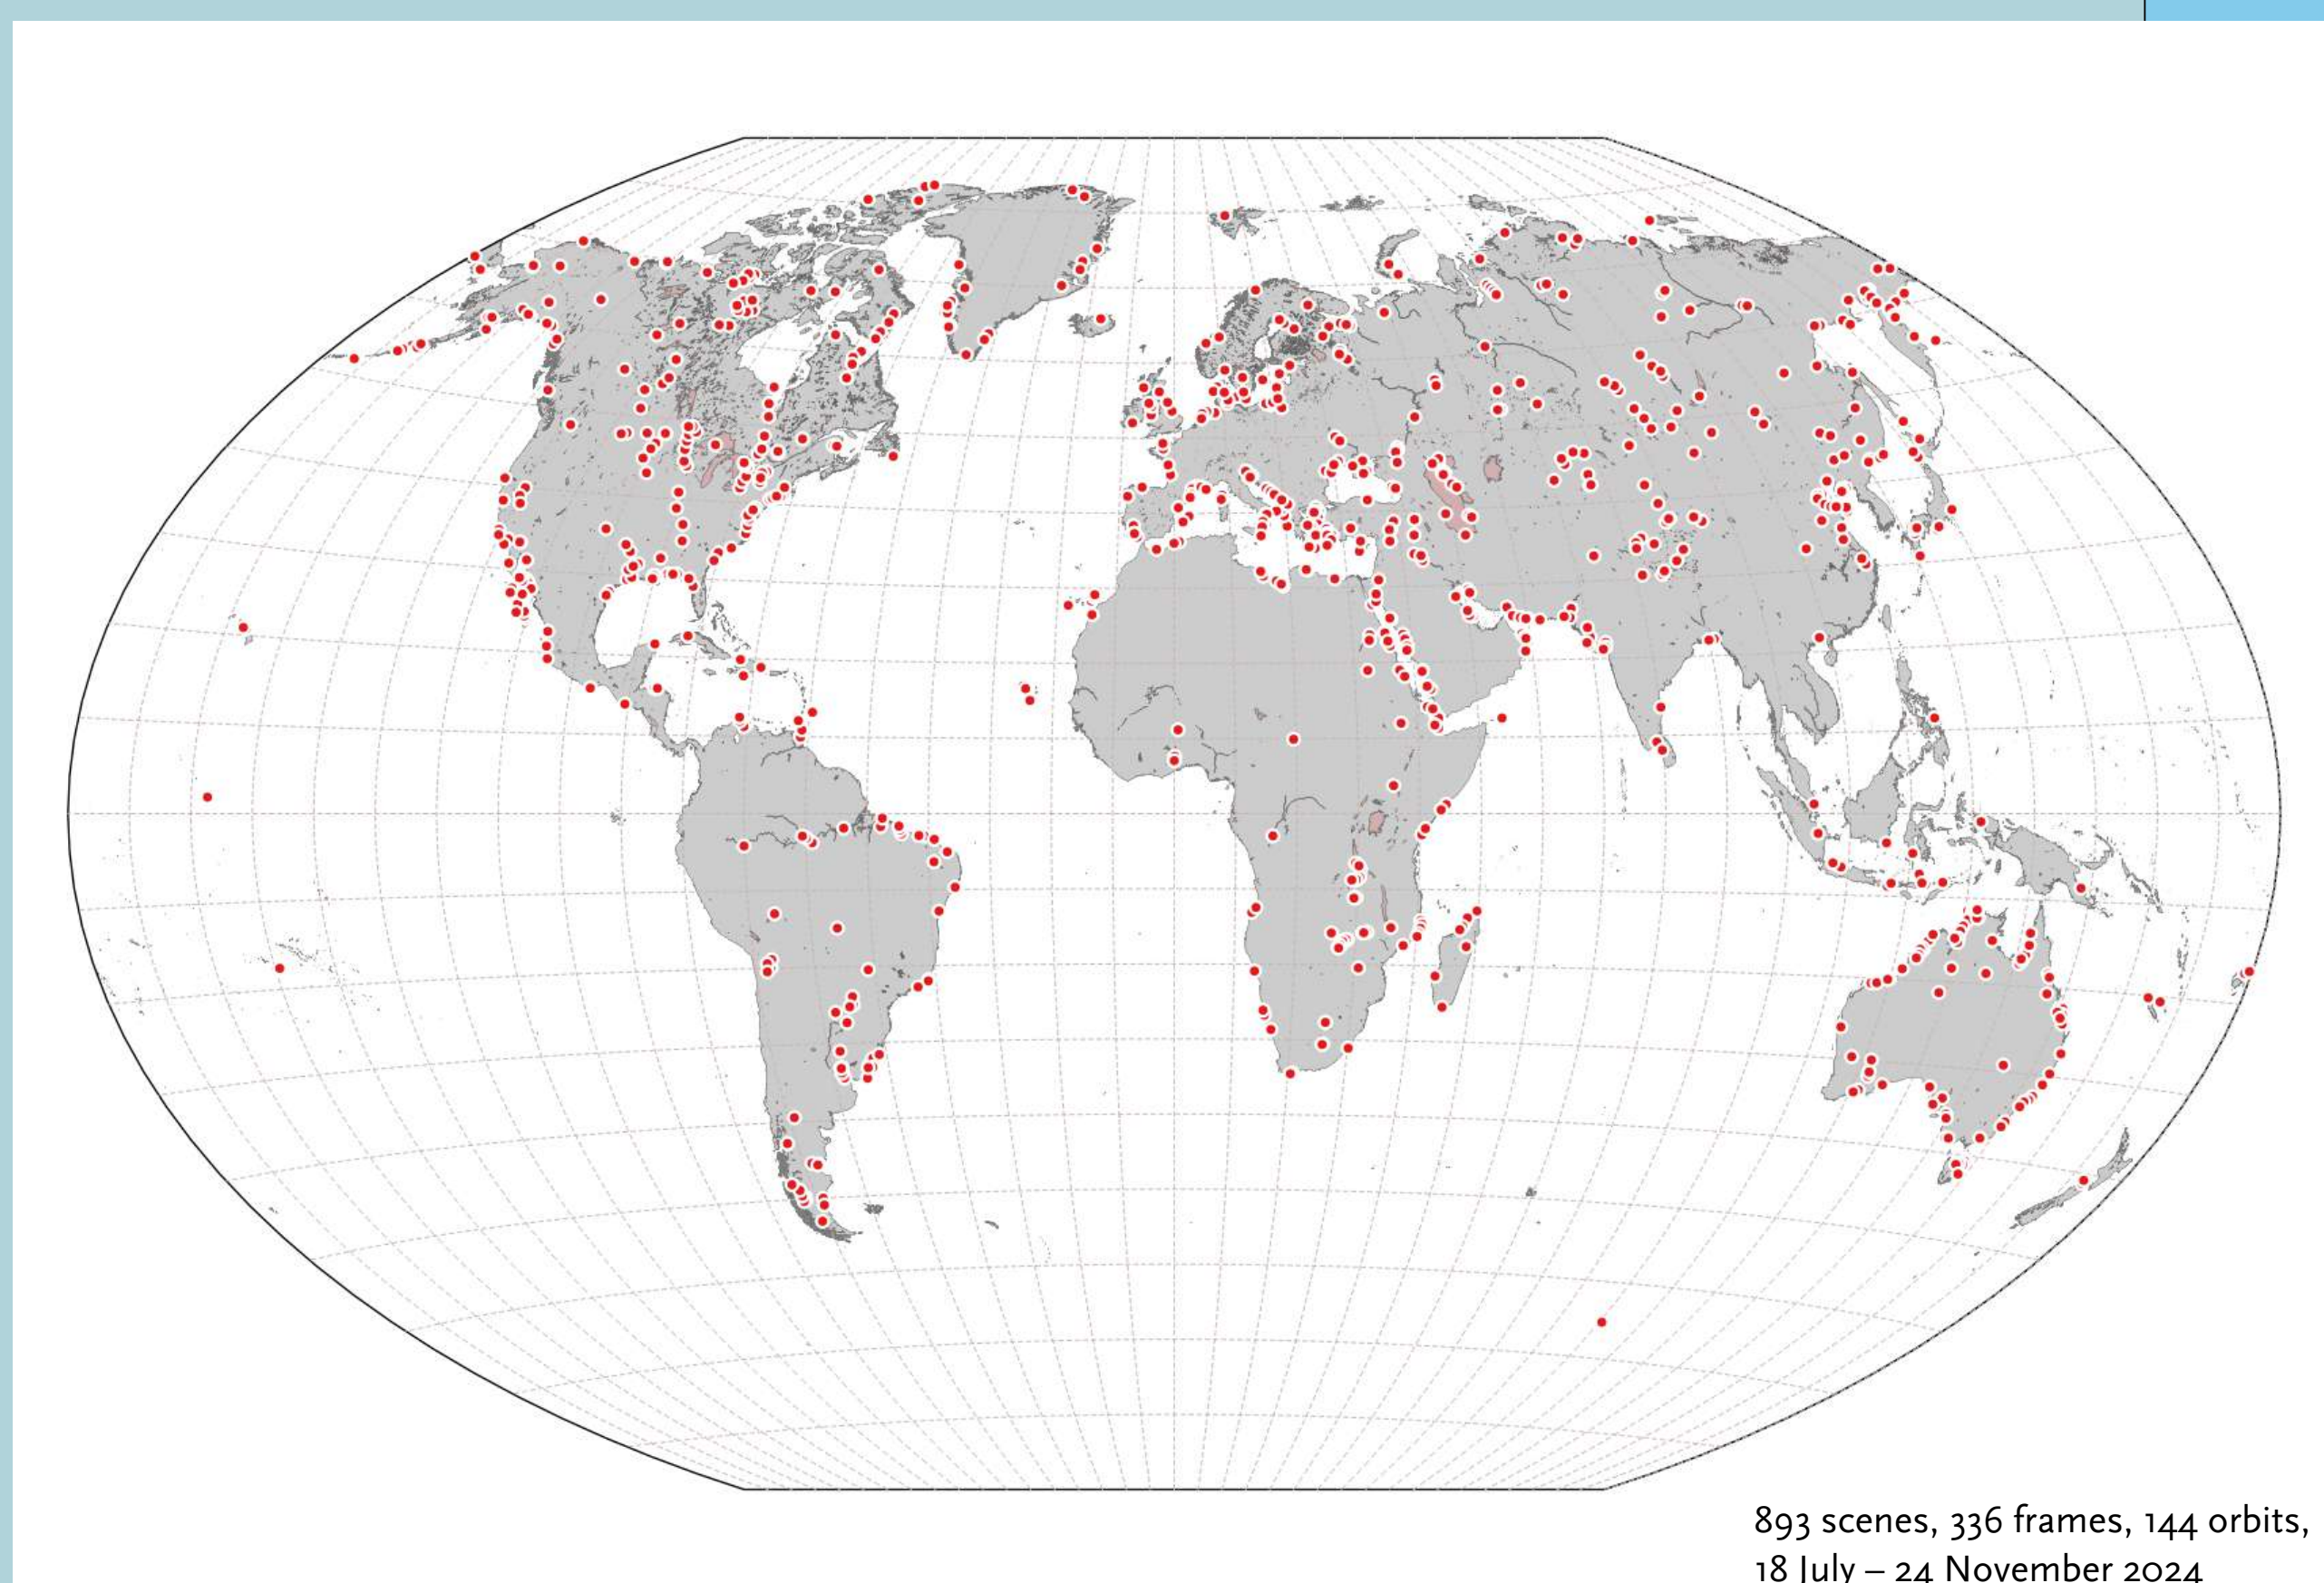 893 scenes, 336 frames, 144 orbits,
18 July – 24 November 2024